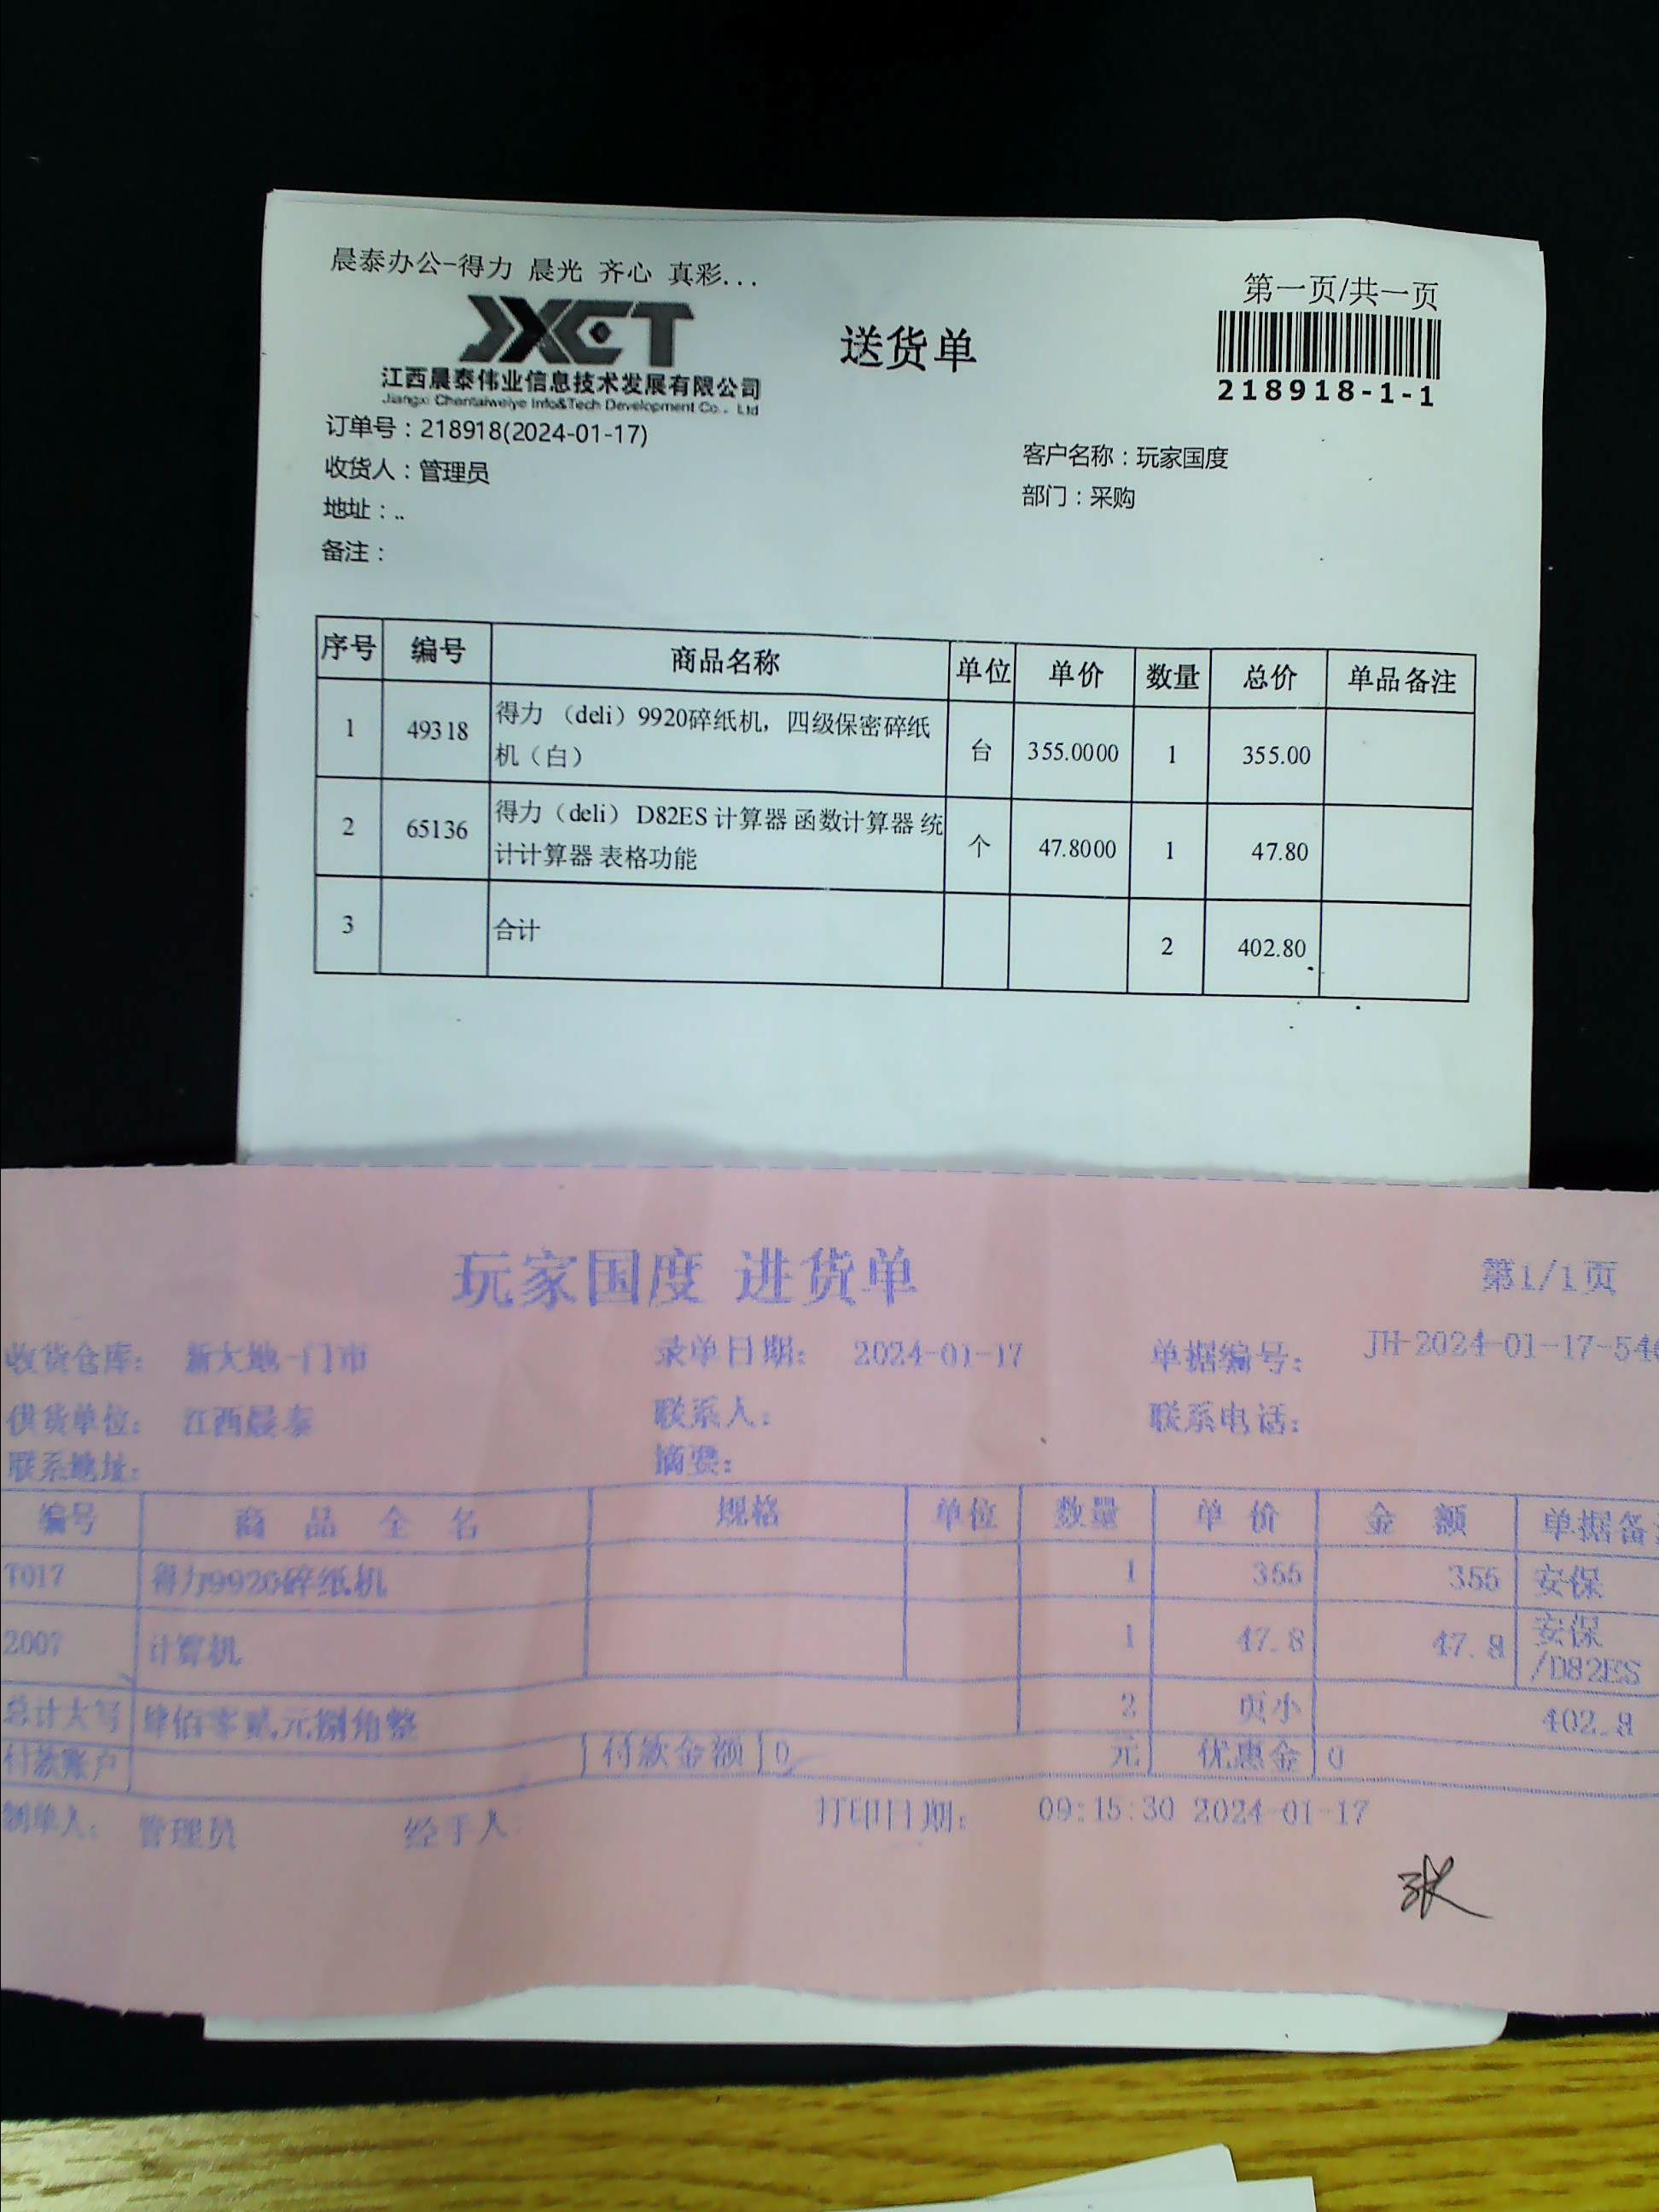 晨泰办公-得力 晨光 齐心 真彩...
第一页/共一页
JXCT
送货单
江西晨泰伟业信息技术发展有限公司
Jiangxi Chentaiweiye Info&Tech Development Co., Ltd
218918-1-1
订单号：218918(2024-01-17)
收货人：管理员
客户名称：玩家国度
地址：..
部门：采购
备注：
序号 编号 商品名称 单位 单价 数量 总价 单品备注
1 49318 得力 （deli）9920碎纸机，四级保密碎纸
机（白） 台 355.0000 1 355.00
2 65136 得力（deli） D82ES 计算器 函数计算器 统
计计算器 表格功能 个 47.8000 1 47.80
3 合计 2 402.80
玩家国度 进货单
第1/1页
收货仓库： 新大地-门市 录单日期： 2024-01-17 单据编号： JH-2024-01-17-54
供货单位： 江西晨泰 联系人： 联系电话：
联系地址： 摘要：
编号 商品全名 规格 单位 数量 单价 金额 单据备
T017 得力9920碎纸机 1 355 355 安保
2007 计算机 1 47.8 47.8 安保
/D82ES
总计大写 肆佰零贰元捌角整 2 页小 402.8
付款账户 付款金额 0 元 优惠金 0
制单人： 管理员 经手人 打印日期： 09:15:30 2024-01-17
张